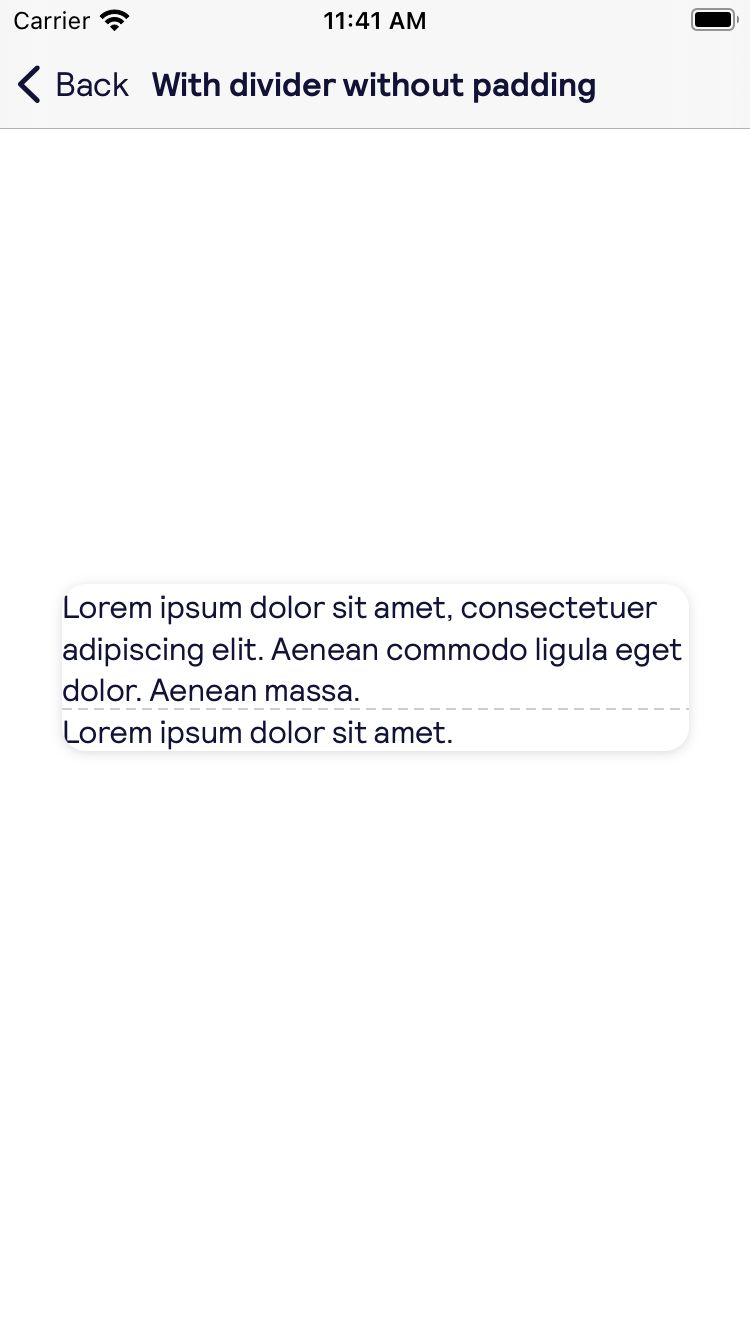 Carrier 11:41 AM
Back With divider without padding
Lorem ipsum dolor sit amet, consectetuer
adipiscing elit. Aenean commodo ligula eget
dolor. Aenean massa.
Lorem ipsum dolor sit amet.